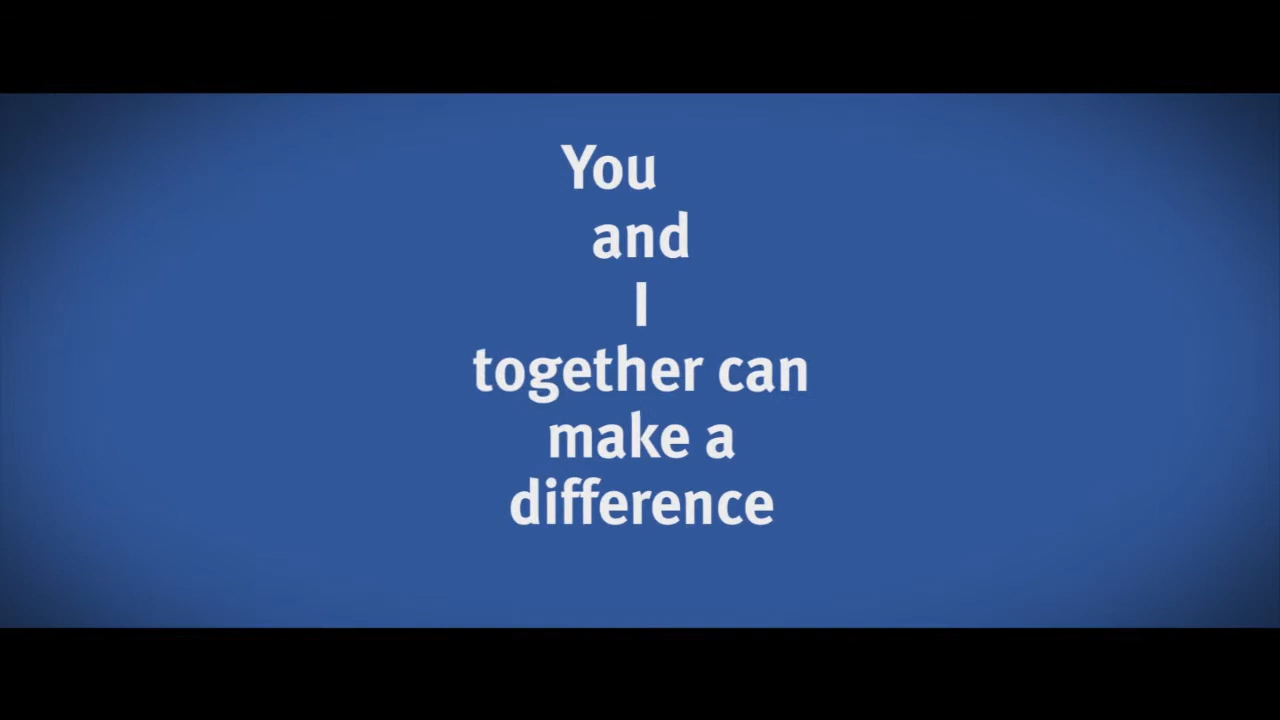 You
and
I
together can
make a
difference